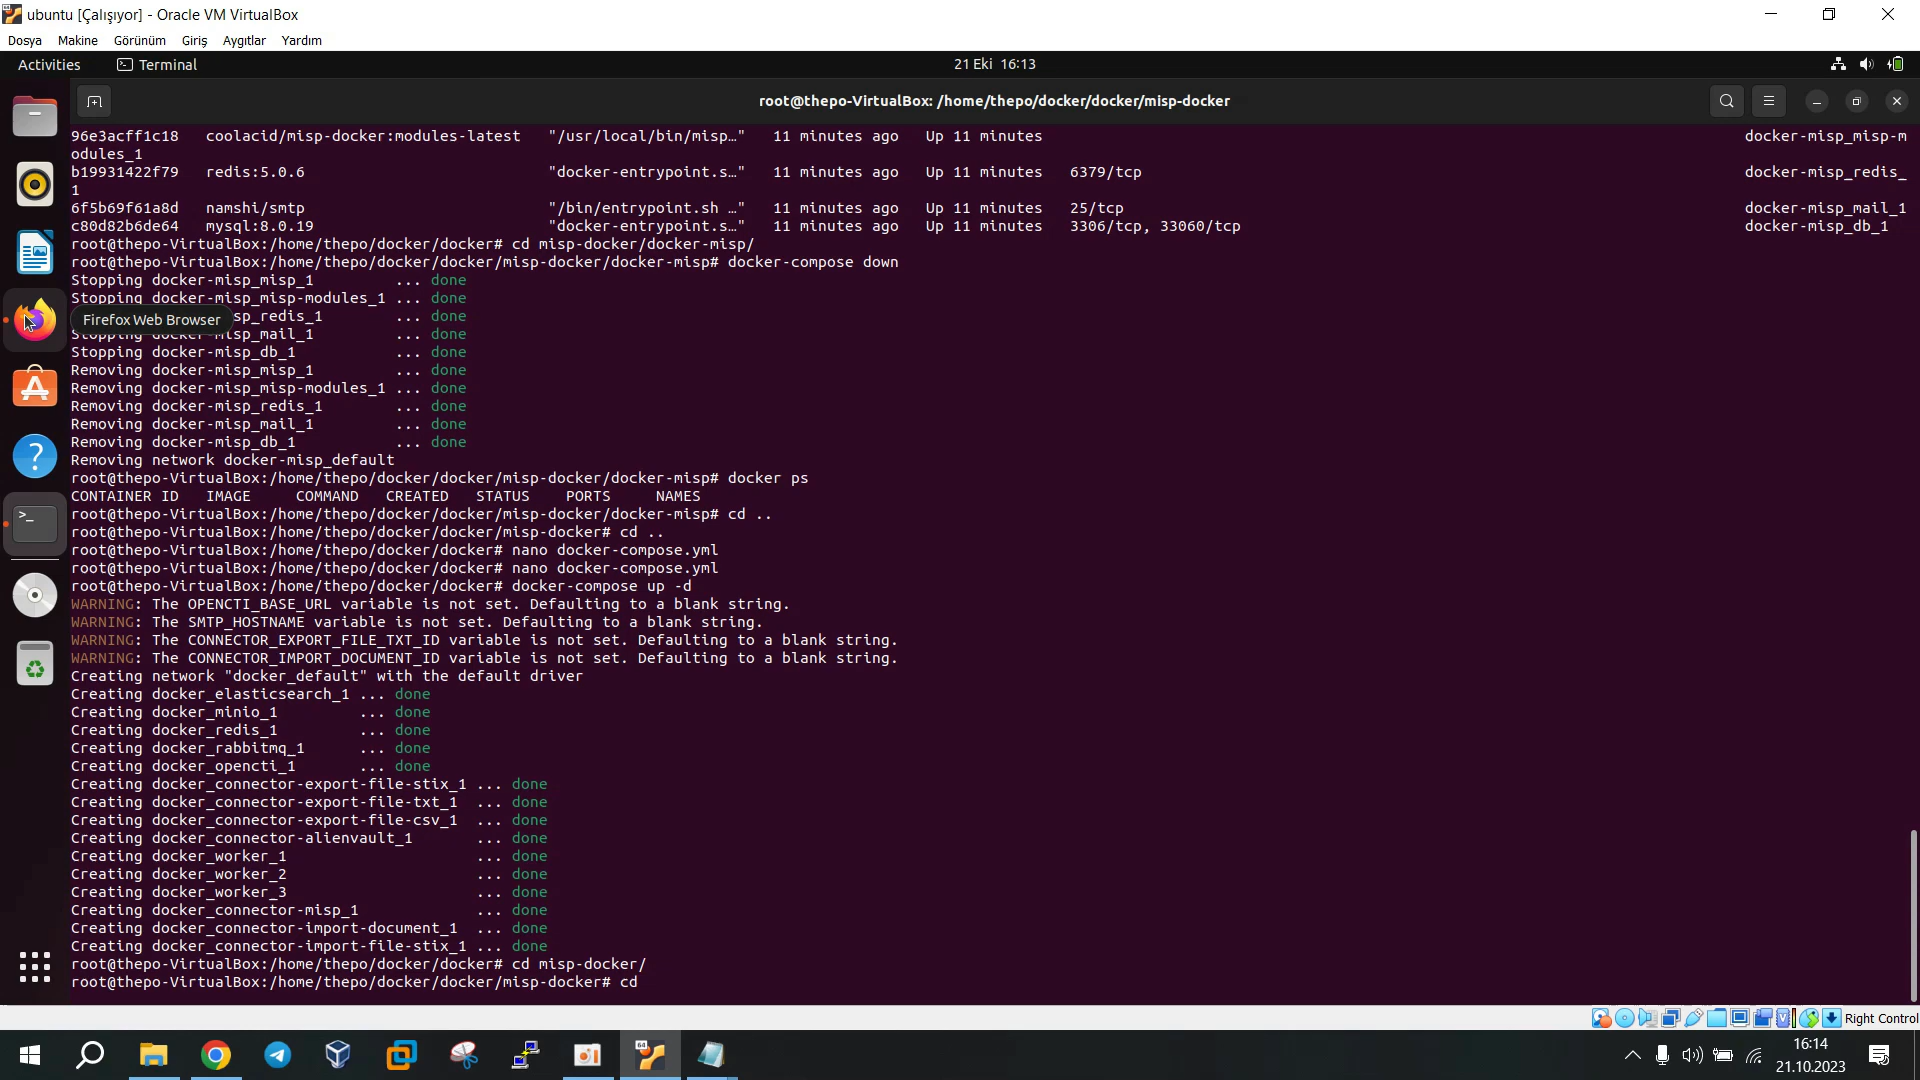 ubuntu [Çalışıyor] - Oracle VM VirtualBox
Dosya Makine Görünüm Giriş Aygıtlar Yardım
Activities Terminal 21 Eki 16:13
root@thepo-VirtualBox: /home/thepo/docker/docker/misp-docker
96e3acff1c18 coolacid/misp-docker:modules-latest "/usr/local/bin/misp…" 11 minutes ago Up 11 minutes docker-misp_misp-m
odules_1
b19931422f79 redis:5.0.6 "docker-entrypoint.s…" 11 minutes ago Up 11 minutes 6379/tcp docker-misp_redis_
1
6f5b69f61a8d namshi/smtp "/bin/entrypoint.sh …" 11 minutes ago Up 11 minutes 25/tcp docker-misp_mail_1
c80d82b6de64 mysql:8.0.19 "docker-entrypoint.s…" 11 minutes ago Up 11 minutes 3306/tcp, 33060/tcp docker-misp_db_1
root@thepo-VirtualBox:/home/thepo/docker/docker# cd misp-docker/docker-misp/
root@thepo-VirtualBox:/home/thepo/docker/docker/misp-docker/docker-misp# docker-compose down
Stopping docker-misp_misp_1 ... done
Stopping docker-misp_misp-modules_1 ... done
Firefox Web Browser sp_redis_1 ... done
Stopping docker-misp_mail_1 ... done
Stopping docker-misp_db_1 ... done
Removing docker-misp_misp_1 ... done
Removing docker-misp_misp-modules_1 ... done
Removing docker-misp_redis_1 ... done
Removing docker-misp_mail_1 ... done
Removing docker-misp_db_1 ... done
Removing network docker-misp_default
root@thepo-VirtualBox:/home/thepo/docker/docker/misp-docker/docker-misp# docker ps
CONTAINER ID IMAGE COMMAND CREATED STATUS PORTS NAMES
root@thepo-VirtualBox:/home/thepo/docker/docker/misp-docker/docker-misp# cd ..
root@thepo-VirtualBox:/home/thepo/docker/docker/misp-docker# cd ..
root@thepo-VirtualBox:/home/thepo/docker/docker# nano docker-compose.yml
root@thepo-VirtualBox:/home/thepo/docker/docker# nano docker-compose.yml
root@thepo-VirtualBox:/home/thepo/docker/docker# docker-compose up -d
WARNING: The OPENCTI_BASE_URL variable is not set. Defaulting to a blank string.
WARNING: The SMTP_HOSTNAME variable is not set. Defaulting to a blank string.
WARNING: The CONNECTOR_EXPORT_FILE_TXT_ID variable is not set. Defaulting to a blank string.
WARNING: The CONNECTOR_IMPORT_DOCUMENT_ID variable is not set. Defaulting to a blank string.
Creating network "docker_default" with the default driver
Creating docker_elasticsearch_1 ... done
Creating docker_minio_1 ... done
Creating docker_redis_1 ... done
Creating docker_rabbitmq_1 ... done
Creating docker_opencti_1 ... done
Creating docker_connector-export-file-stix_1 ... done
Creating docker_connector-export-file-txt_1 ... done
Creating docker_connector-export-file-csv_1 ... done
Creating docker_connector-alienvault_1 ... done
Creating docker_worker_1 ... done
Creating docker_worker_2 ... done
Creating docker_worker_3 ... done
Creating docker_connector-misp_1 ... done
Creating docker_connector-import-document_1 ... done
Creating docker_connector-import-file-stix_1 ... done
root@thepo-VirtualBox:/home/thepo/docker/docker# cd misp-docker/
root@thepo-VirtualBox:/home/thepo/docker/docker/misp-docker# cd
Right Control
16:14
21.10.2023